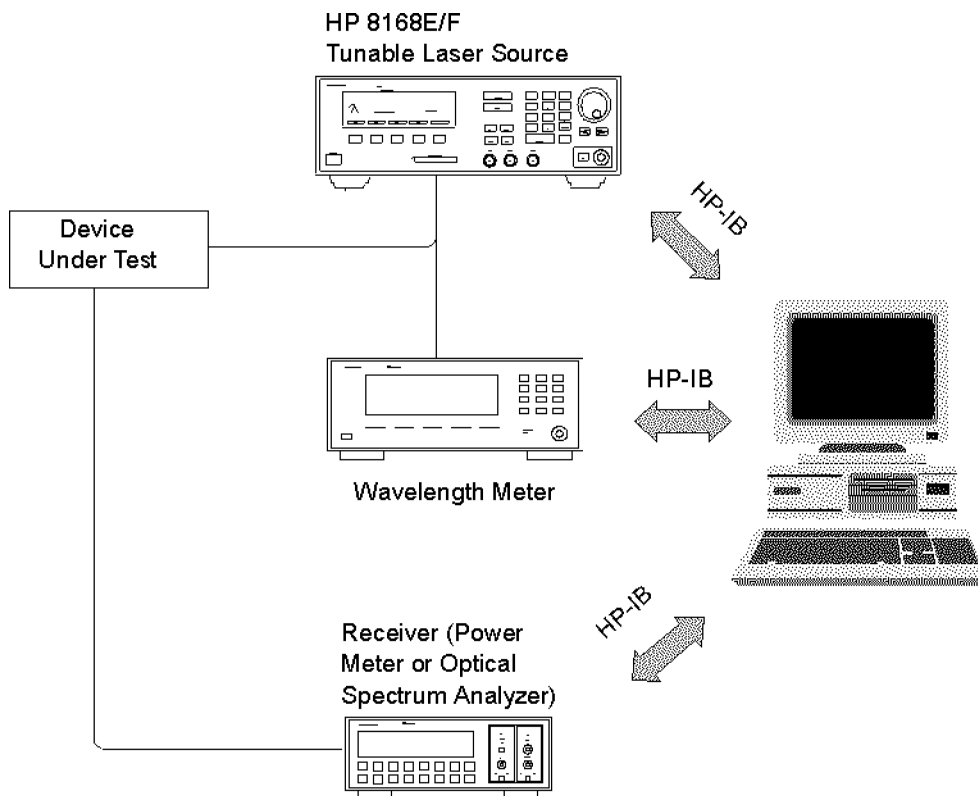 HP 8168E/F
Tunable Laser Source
HP-IB
Device
Under Test
HP-IB
Wavelength Meter
HP-IB
Receiver (Power
Meter or Optical
Spectrum Analyzer)